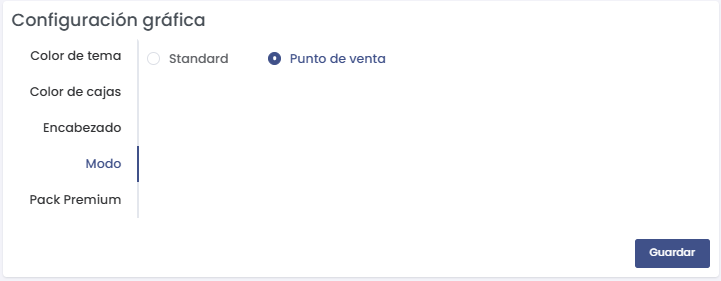 Configuración gráfica
Color de tema
Standard
Punto de venta
Color de cajas
Encabezado
Modo
Pack Premium
Guardar